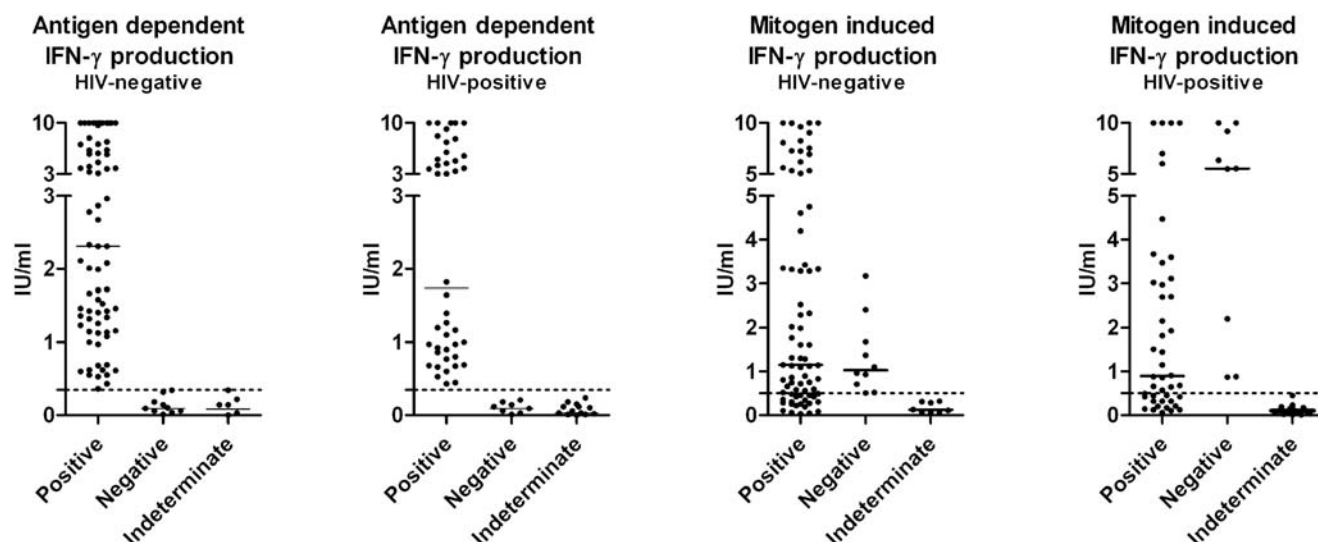 Antigen dependent
IFN-γ production
HIV-negative
10
3
3
2
1
0
IU/ml
Positive
Negative
Indeterminate
Antigen dependent
IFN-γ production
HIV-positive
10
3
3
2
1
0
IU/ml
Positive
Negative
Indeterminate
Mitogen induced
IFN-γ production
HIV-negative
10
5
5
4
3
2
1
0
IU/ml
Positive
Negative
Indeterminate
Mitogen induced
IFN-γ production
HIV-positive
10
5
5
4
3
2
1
0
IU/ml
Positive
Negative
Indeterminate